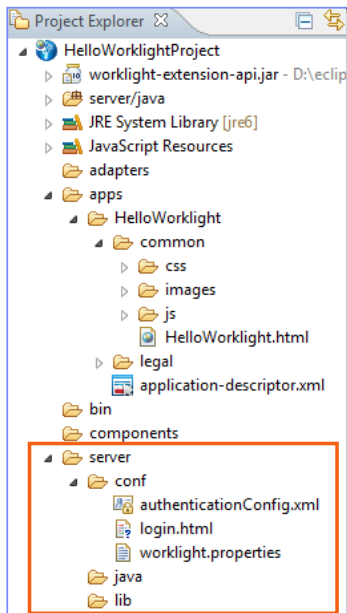 Project Explorer
HelloWorklightProject
worklight-extension-api.jar - D:\eclip
server/java
JRE System Library [jre6]
JavaScript Resources
adapters
apps
HelloWorklight
common
css
images
js
HelloWorklight.html
legal
application-descriptor.xml
bin
components
server
conf
authenticationConfig.xml
login.html
worklight.properties
java
lib